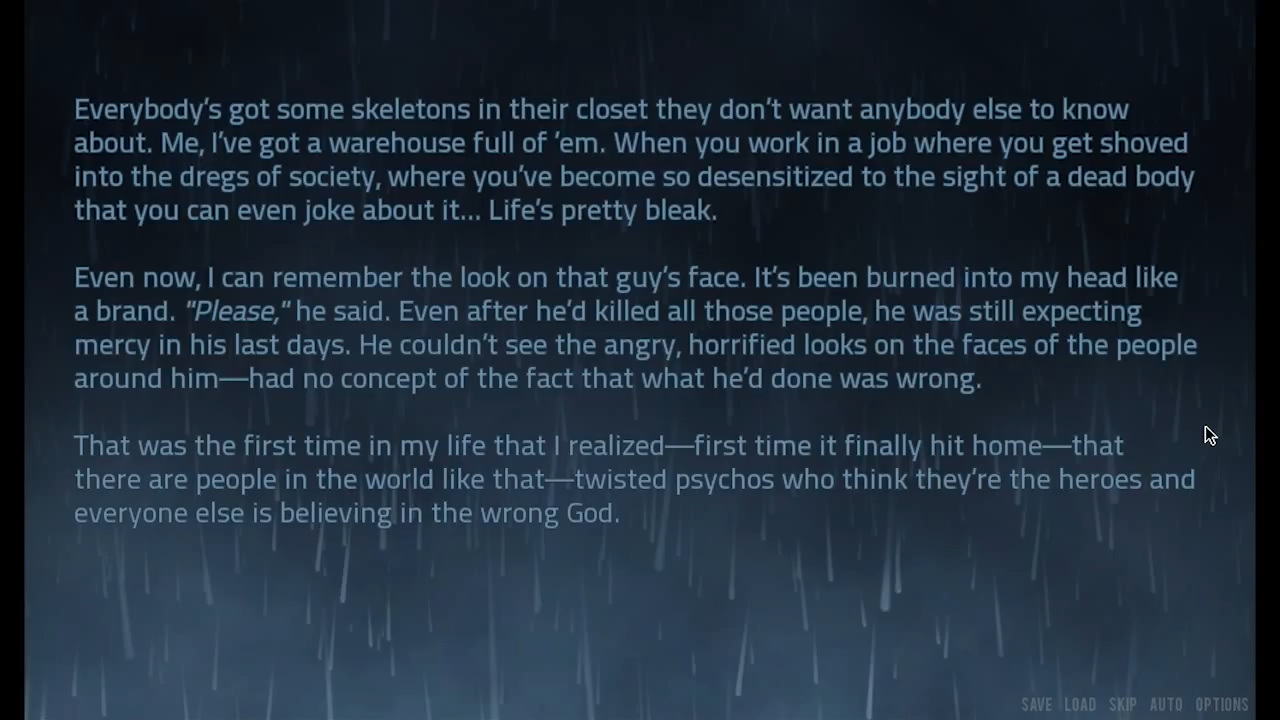 Everybody's got some skeletons in their closet they don't want anybody else to know
about. Me, I've got a warehouse full of 'em. When you work in a job where you get shoved
into the dregs of society, where you've become so desensitized to the sight of a dead body
that you can even joke about it... Life's pretty bleak.
Even now, I can remember the look on that guy's face. It's been burned into my head like
a brand. "Please," he said. Even after he'd killed all those people, he was still expecting
mercy in his last days. He couldn't see the angry, horrified looks on the faces of the people
around him—had no concept of the fact that what he'd done was wrong.
That was the first time in my life that I realized—first time it finally hit home—that
there are people in the world like that—twisted psychos who think they're the heroes and
everyone else is believing in the wrong God.
SAVE LOAD SKIP AUTO OPTIONS